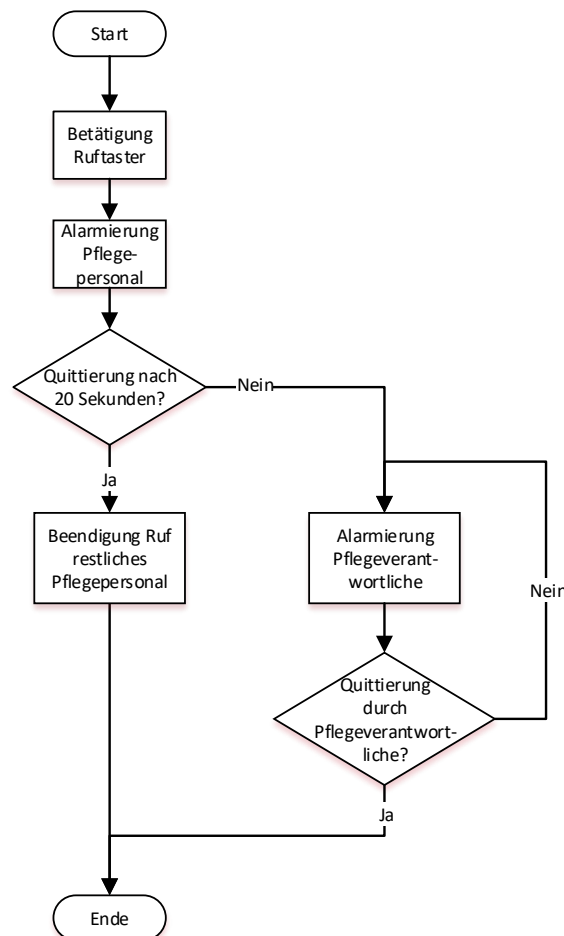 Start
Betätigung
Ruftaster
Alarmierung
Pflege-
personal
Quittierung nach
20 Sekunden?
Nein
Ja
Beendigung Ruf
restliches
Pflegepersonal
Alarmierung
Pflegeverant-
wortliche
Nein
Quittierung
durch
Pflegeverantwort-
liche?
Ja
Ende